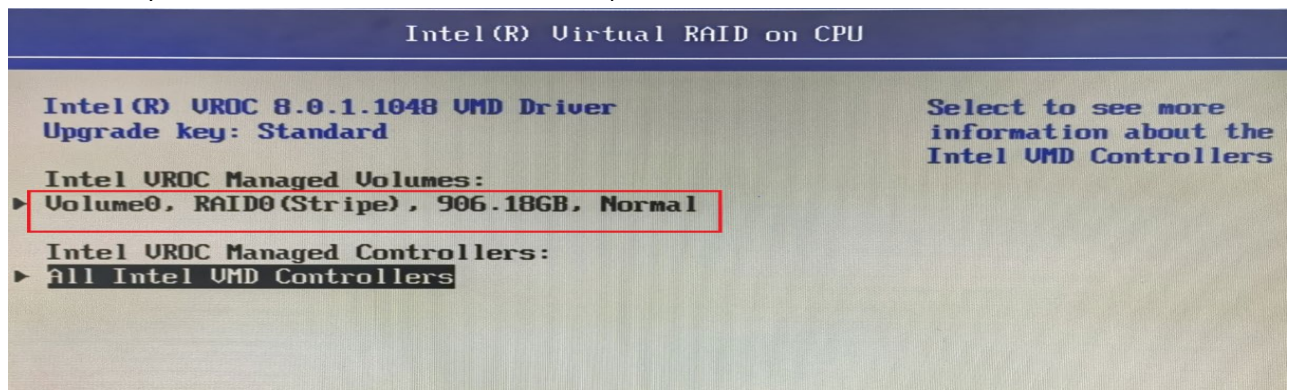 Intel(R) Virtual RAID on CPU
Intel(R) VROC 8.0.1.1048 VMD Driver
Upgrade key: Standard
Intel VROC Managed Volumes:
Volume0, RAID0(Stripe), 906.18GB, Normal
Intel VROC Managed Controllers:
All Intel VMD Controllers
Select to see more
information about the
Intel VMD Controllers